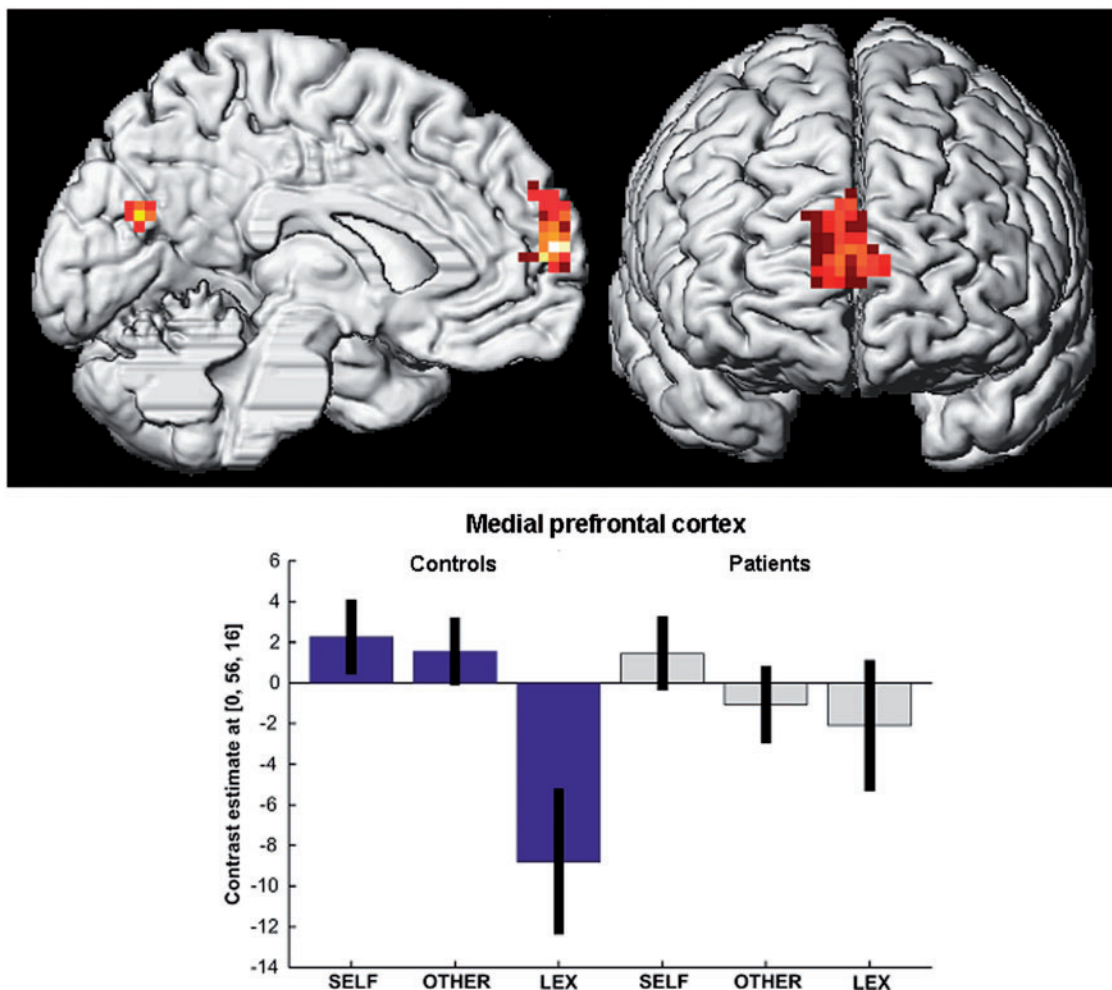 Medial prefrontal cortex
Controls Patients
Contrast estimate at [0, 56, 16]
6
4
2
0
-2
-4
-6
-8
-10
-12
-14
SELF OTHER LEX SELF OTHER LEX